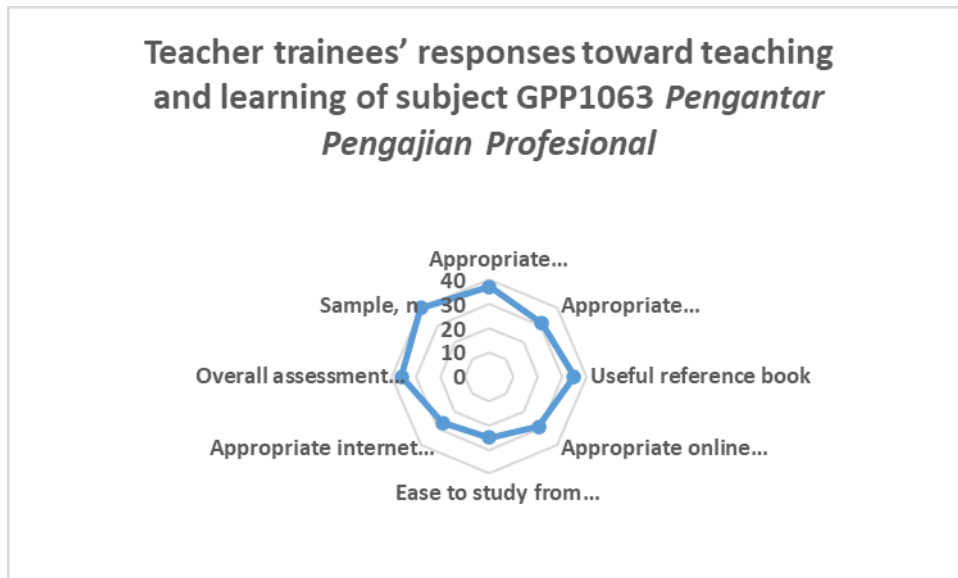 Teacher trainees’ responses toward teaching
and learning of subject GPP1063 Pengantar
Pengajian Profesional
Appropriate...
40
Sample, n
30
Appropriate...
20
10
Overall assessment...
0
Useful reference book
Appropriate internet...
Appropriate online...
Ease to study from...